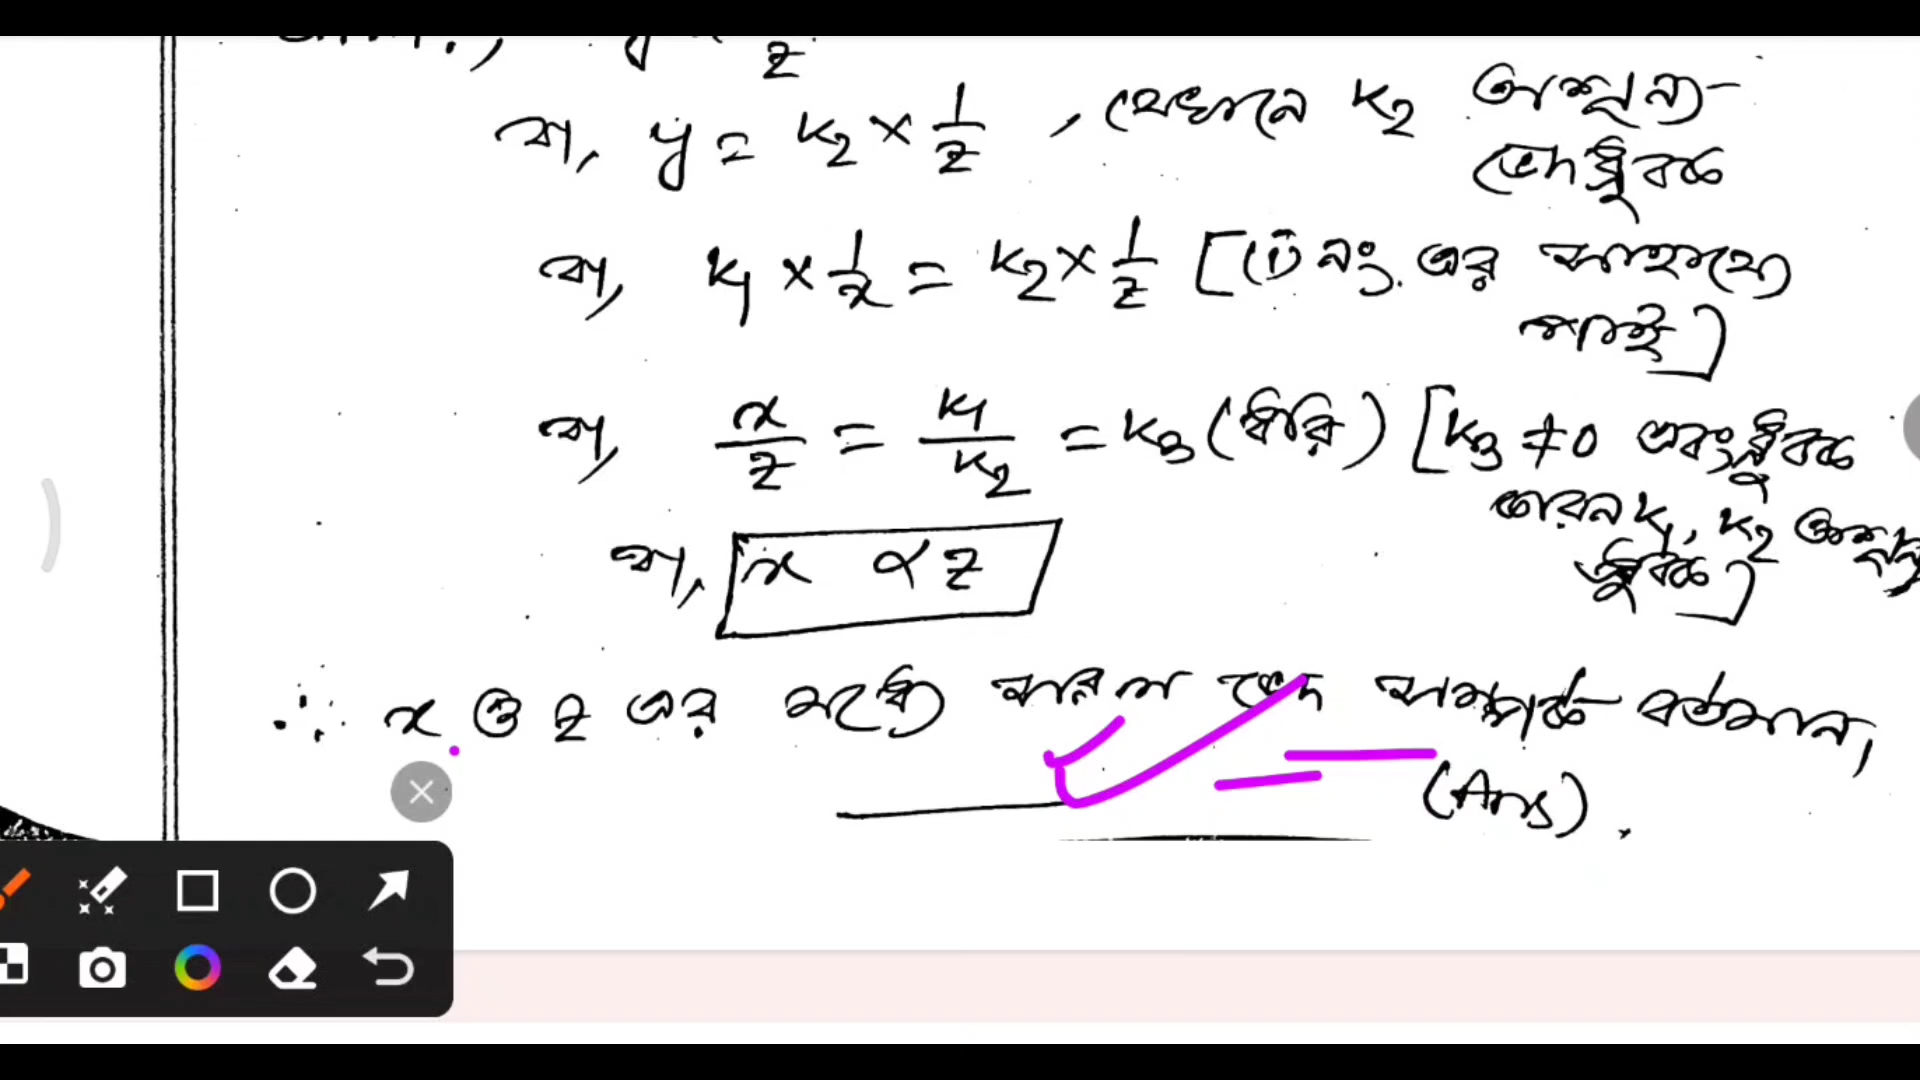 z
বা, y = k₂ × 1/z , যেখানে k₂ অশূন্য
ভেদ ধ্রুবক
বা, k₁ × 1/x = k₂ × 1/z [(i) নং এর সাহায্যে
পাই]
বা, x/z = k₁/k₂ = k₃ (ধরি) [k₃ ≠ 0 এবং ধ্রুবক
কারন k₁, k₂ অশূন্য
ধ্রুবক]
বা, x ∝ z
∴ x ও z এর মধ্যে সরল ভেদ সম্পর্ক বর্তমান,
(Ans).